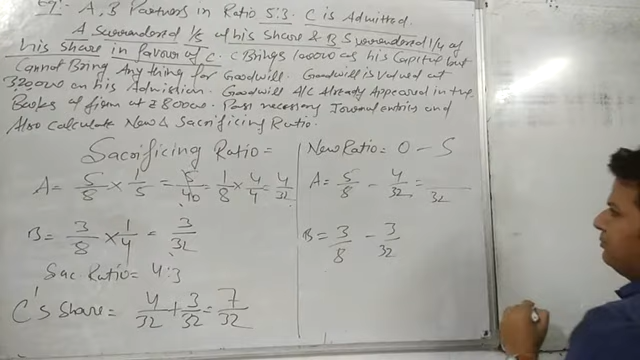 Eg:- A, B Partners in Ratio 5:3. C is Admitted.
A surrendered 1/5 of his Share & B Surrendered 1/4 of
his Share in favour of C. C Brings as his Capital but
Cannot Bring Any thing for Goodwill. Goodwill is Valued at
on his Admission. Goodwill A/c Already Appeared in the
Books of firm at Pass necessary Journal entries and
Also Calculate New & Sacrificing Ratio.
Sacrificing Ratio =
A = 5/8 × 1/5 = 5/40 = 1/8 × 4/4 = 4/32
B = 3/8 × 1/4 = 3/32
Sac. Ratio = 4:3
C's Share = 4/32 + 3/32 = 7/32
New Ratio = O - S
A = 5/8 - 4/32 = /32
B = 3/8 - 3/32